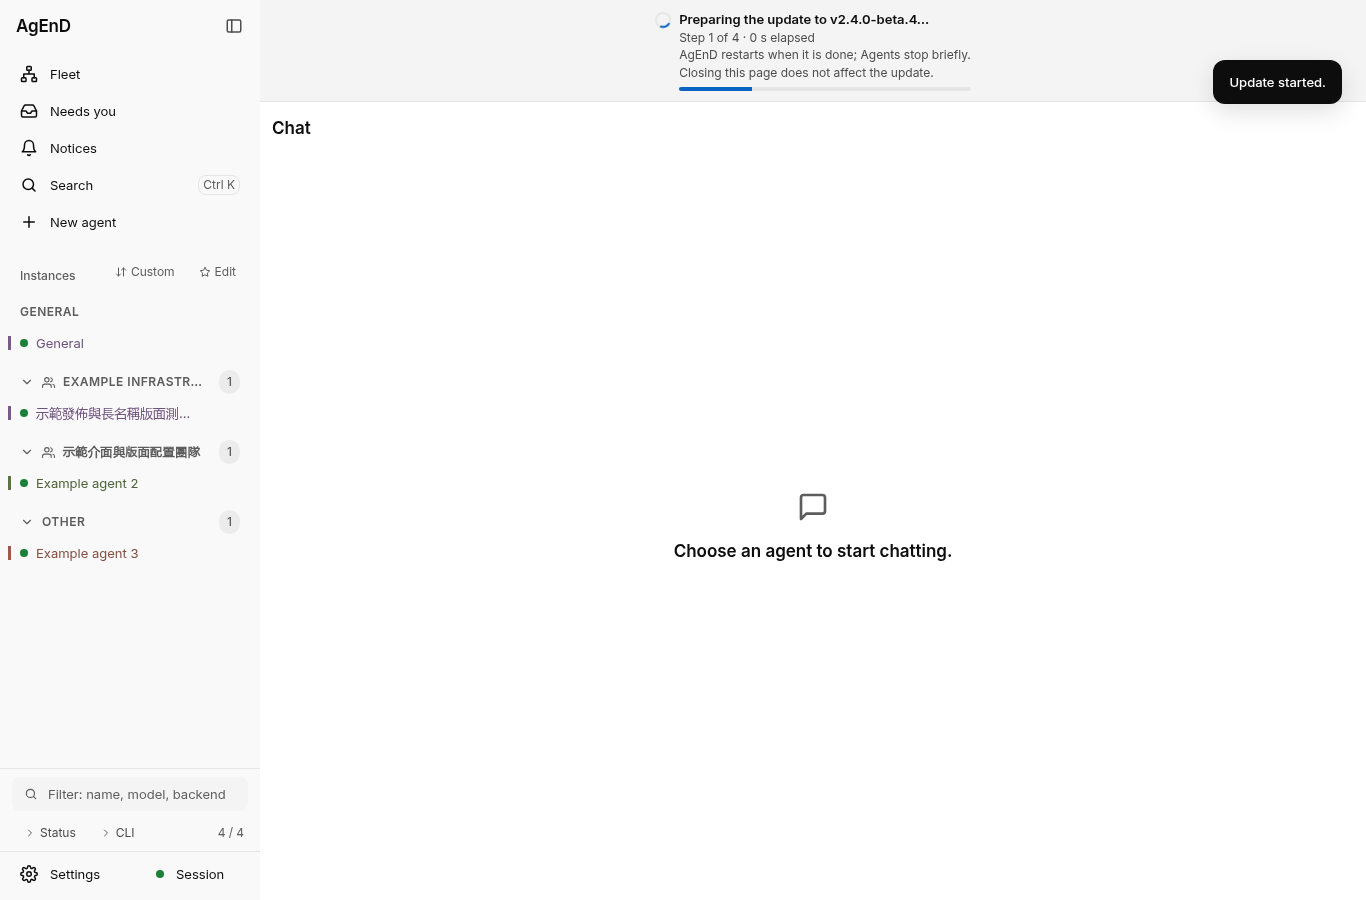 AgEnD
Fleet
Needs you
Notices
Search
Ctrl K
New agent
Instances
Custom
Edit
GENERAL
General
EXAMPLE INFRASTR...
1
示範發佈與長名稱版面測...
示範介面與版面配置團隊
1
Example agent 2
OTHER
1
Example agent 3
Filter: name, model, backend
Status
CLI
4 / 4
Settings
Session
Preparing the update to v2.4.0-beta.4...
Step 1 of 4 · 0 s elapsed
AgEnD restarts when it is done; Agents stop briefly.
Closing this page does not affect the update.
Update started.
Chat
Choose an agent to start chatting.